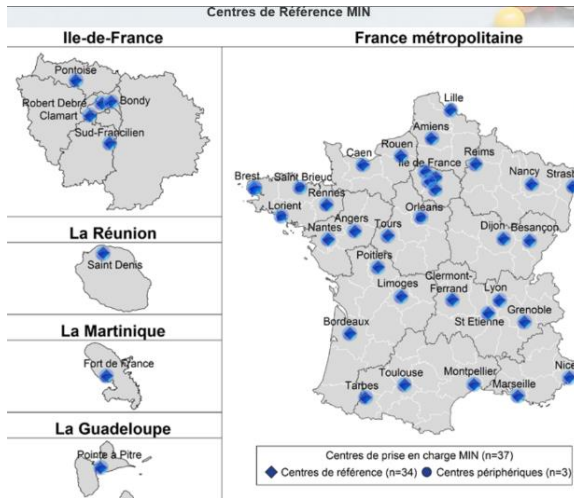 Centres de Référence MIN
Ile-de-France
Pontoise
Robert Debré
Bondy
Clamart
Sud-Francilien
La Réunion
Saint Denis
La Martinique
Fort de France
La Guadeloupe
Pointe à Pitre
France métropolitaine
Lille
Amiens
Rouen
Caen
Ile de France
Reims
Nancy
Strasb
Brest
Saint Brieuc
Rennes
Lorient
Angers
Orléans
Nantes
Tours
Dijon
Besançon
Poitiers
Limoges
Clermont-
Ferrand
Lyon
St Etienne
Grenoble
Bordeaux
Toulouse
Tarbes
Montpellier
Marseille
Nice
Centres de prise en charge MIN (n=37)
Centres de référence (n=34) Centres périphériques (n=3)